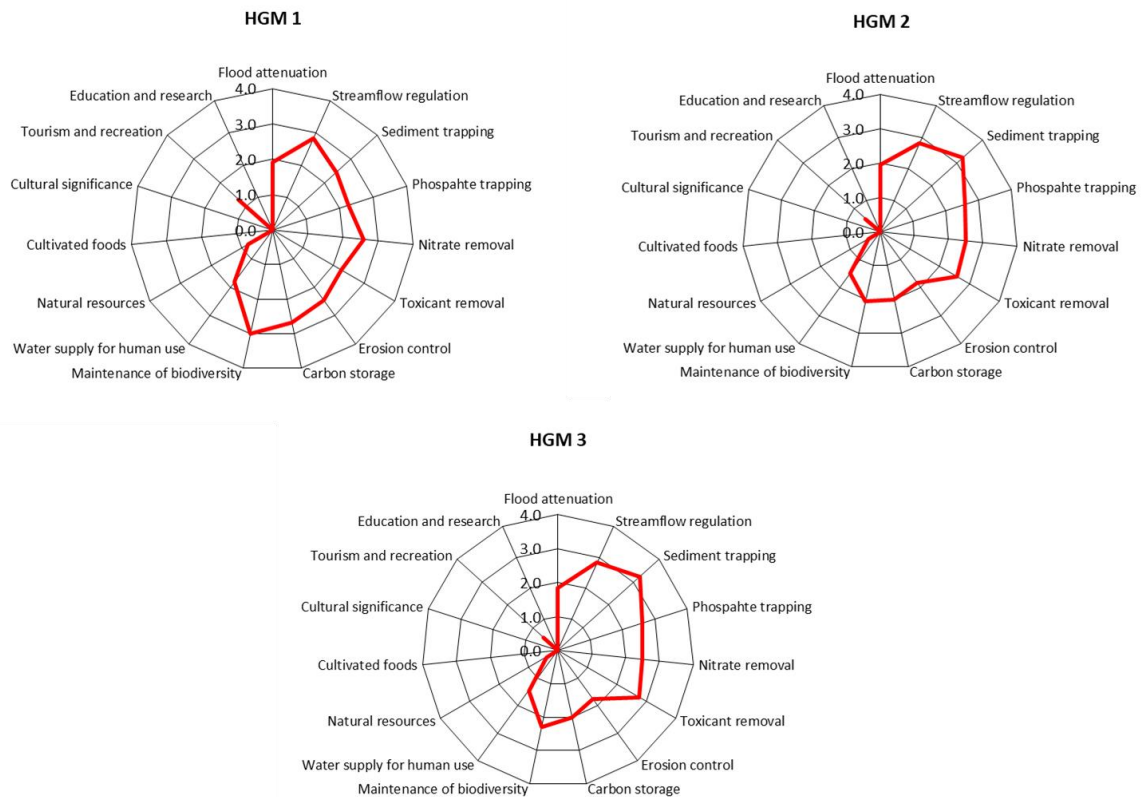 HGM 1
Flood attenuation
4.0
Education and research
Streamflow regulation
3.0
Tourism and recreation
Sediment trapping
2.0
Cultural significance
Phospahte trapping
1.0
Cultivated foods
0.0
Nitrate removal
Natural resources
Toxicant removal
Water supply for human use
Erosion control
Maintenance of biodiversity
Carbon storage
HGM 2
Flood attenuation
4.0
Education and research
Streamflow regulation
3.0
Tourism and recreation
Sediment trapping
2.0
Cultural significance
Phospahte trapping
1.0
Cultivated foods
0.0
Nitrate removal
Natural resources
Toxicant removal
Water supply for human use
Erosion control
Maintenance of biodiversity
Carbon storage
HGM 3
Flood attenuation
4.0
Education and research
Streamflow regulation
3.0
Tourism and recreation
Sediment trapping
2.0
Cultural significance
Phospahte trapping
1.0
Cultivated foods
0.0
Nitrate removal
Natural resources
Toxicant removal
Water supply for human use
Erosion control
Maintenance of biodiversity
Carbon storage